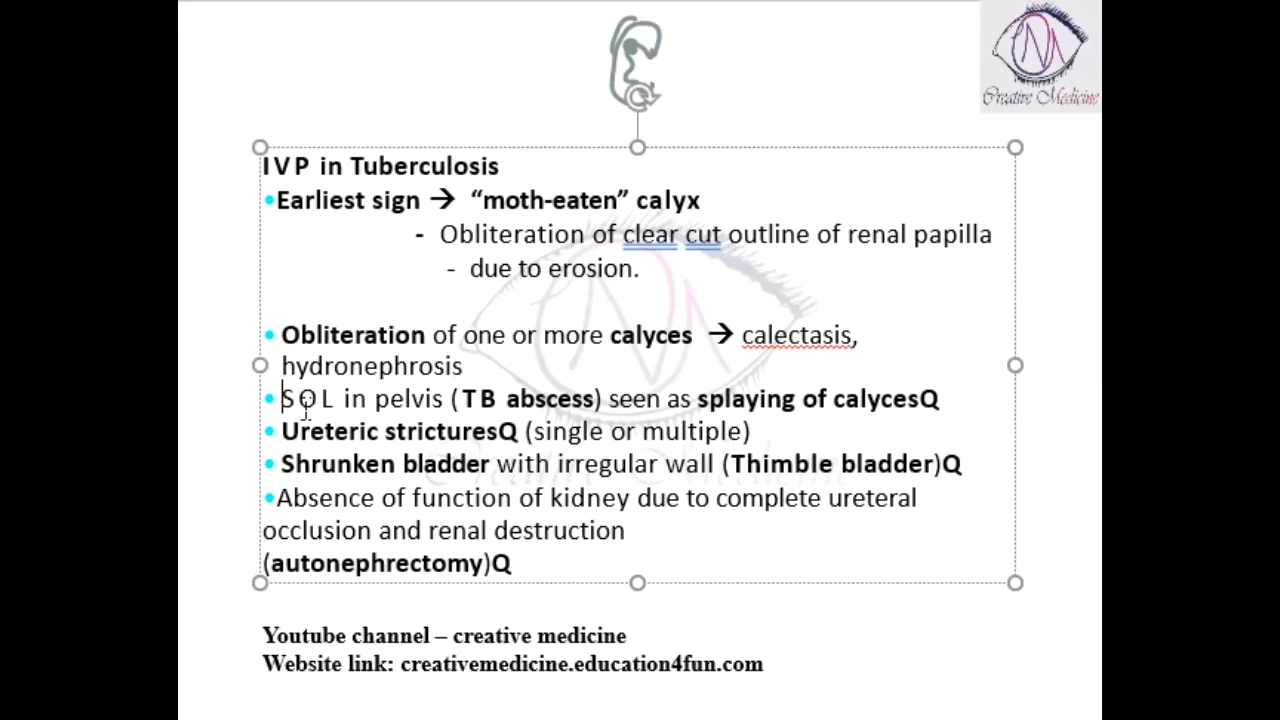 Creative Medicine
IVP in Tuberculosis
•Earliest sign → “moth-eaten” calyx
- Obliteration of clear cut outline of renal papilla
- due to erosion.
• Obliteration of one or more calyces → calectasis,
hydronephrosis
• SOL in pelvis (TB abscess) seen as splaying of calycesQ
• Ureteric stricturesQ (single or multiple)
• Shrunken bladder with irregular wall (Thimble bladder)Q
•Absence of function of kidney due to complete ureteral
occlusion and renal destruction
(autonephrectomy)Q
Creative Medicine
Youtube channel – creative medicine
Website link: creativemedicine.education4fun.com